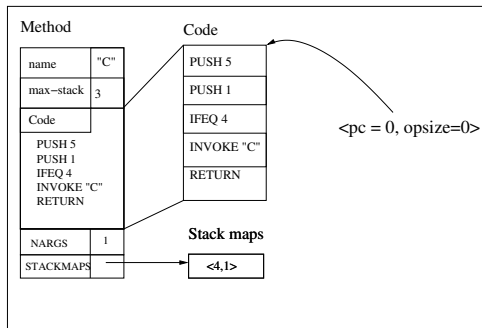 Method
name "C"
max-stack 3
Code
PUSH 5
PUSH 1
IFEQ 4
INVOKE "C"
RETURN
NARGS 1
STACKMAPS
Code
PUSH 5
PUSH 1
IFEQ 4
INVOKE "C"
RETURN
<pc = 0, opsize=0>
Stack maps
<4,1>